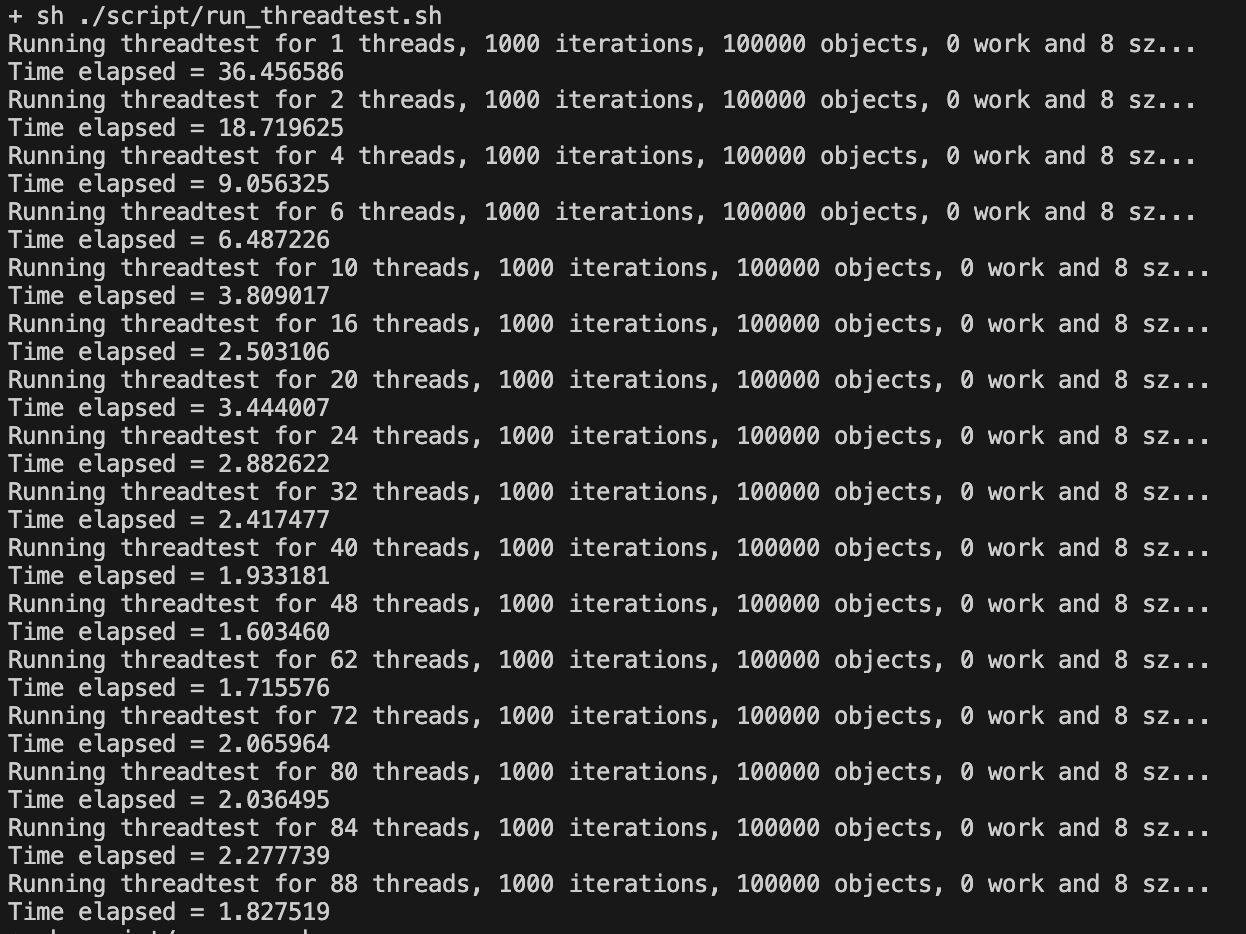 + sh ./script/run_threadtest.sh
Running threadtest for 1 threads, 1000 iterations, 100000 objects, 0 work and 8 sz...
Time elapsed = 36.456586
Running threadtest for 2 threads, 1000 iterations, 100000 objects, 0 work and 8 sz...
Time elapsed = 18.719625
Running threadtest for 4 threads, 1000 iterations, 100000 objects, 0 work and 8 sz...
Time elapsed = 9.056325
Running threadtest for 6 threads, 1000 iterations, 100000 objects, 0 work and 8 sz...
Time elapsed = 6.487226
Running threadtest for 10 threads, 1000 iterations, 100000 objects, 0 work and 8 sz...
Time elapsed = 3.809017
Running threadtest for 16 threads, 1000 iterations, 100000 objects, 0 work and 8 sz...
Time elapsed = 2.503106
Running threadtest for 20 threads, 1000 iterations, 100000 objects, 0 work and 8 sz...
Time elapsed = 3.444007
Running threadtest for 24 threads, 1000 iterations, 100000 objects, 0 work and 8 sz...
Time elapsed = 2.882622
Running threadtest for 32 threads, 1000 iterations, 100000 objects, 0 work and 8 sz...
Time elapsed = 2.417477
Running threadtest for 40 threads, 1000 iterations, 100000 objects, 0 work and 8 sz...
Time elapsed = 1.933181
Running threadtest for 48 threads, 1000 iterations, 100000 objects, 0 work and 8 sz...
Time elapsed = 1.603460
Running threadtest for 62 threads, 1000 iterations, 100000 objects, 0 work and 8 sz...
Time elapsed = 1.715576
Running threadtest for 72 threads, 1000 iterations, 100000 objects, 0 work and 8 sz...
Time elapsed = 2.065964
Running threadtest for 80 threads, 1000 iterations, 100000 objects, 0 work and 8 sz...
Time elapsed = 2.036495
Running threadtest for 84 threads, 1000 iterations, 100000 objects, 0 work and 8 sz...
Time elapsed = 2.277739
Running threadtest for 88 threads, 1000 iterations, 100000 objects, 0 work and 8 sz...
Time elapsed = 1.827519